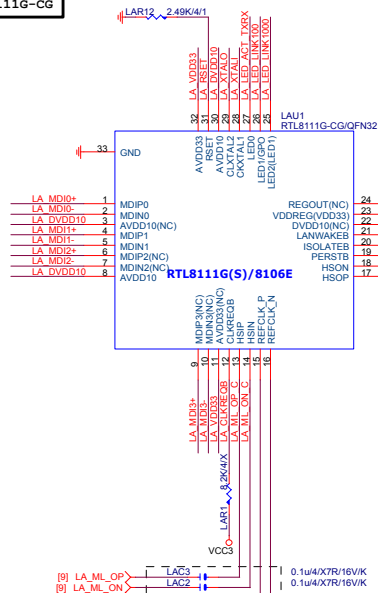 111G-CG
LAR12 2.49K/4/1
LA_VDD33
LA_RSET
LA_DVDD10
LA_XTALO
LA_XTALI
LA_LED_ACT_TXRX
LA_LED_LINK100
LA_LED_LINK1000
32 31 30 29 28 27 26 25
LAU1
RTL8111G-CG/QFN32
AVDD33
RSET
AVDD10
CLXTAL2
CKXTAL1
LED0
LED1/GPO
LED2(LED1)
33 GND
LA_MDI0+ 1 MDIP0
LA_MDI0- 2 MDIN0
LA_DVDD10 3 AVDD10(NC)
LA_MDI1+ 4 MDIP1
LA_MDI1- 5 MDIN1
LA_MDI2+ 6 MDIP2(NC)
LA_MDI2- 7 MDIN2(NC)
LA_DVDD10 8 AVDD10
REGOUT(NC) 24
VDDREG(VDD33) 23
DVDD10(NC) 22
LANWAKEB 21
ISOLATEB 20
PERSTB 19
HSON 18
HSOP 17
RTL8111G(S)/8106E
MDIP3(NC)
MDIN3(NC)
AVDD33(NC)
CLKREQB
HSIP
HSIN
REFCLK_P
REFCLK_N
9 10 11 12 13 14 15 16
LA_MDI3+
LA_MDI3-
LA_VDD33
LA_CLKREQB
LA_ML_OP_C
LA_ML_ON_C
LAR1 8.2K/4/X
VCC3
[9] LA_ML_OP LAC3 0.1u/4/X7R/16V/K
[9] LA_ML_ON LAC2 0.1u/4/X7R/16V/K